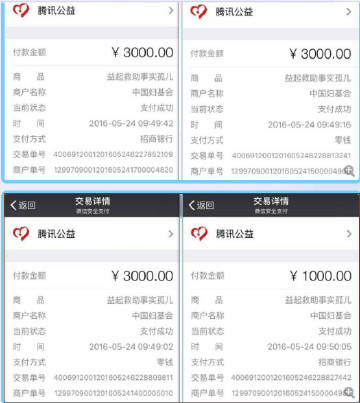 腾讯公益
付款金额 ¥3000.00
商 品 益起救助事实孤儿
商户名称 中国妇基会
当前状态 支付成功
时 间 2016-05-24 09:49:42
支付方式 招商银行
交易单号 4006912001201605246227852109
商户单号 1299709001201605241700004820
腾讯公益
付款金额 ¥3000.00
商 品 益起救助事实孤儿
商户名称 中国妇基会
当前状态 支付成功
时 间 2016-05-24 09:49:16
支付方式 零钱
交易单号 4006912001201605246228813241
商户单号
返回 交易详情
微信安全支付
腾讯公益
付款金额 ¥3000.00
商 品 益起救助事实孤儿
商户名称 中国妇基会
当前状态 支付成功
时 间 2016-05-24 09:49:02
支付方式 零钱
交易单号 4006912001201605246228809811
商户单号 1299709001201605241400005010
返回 交易详情
微信安全支付
腾讯公益
付款金额 ¥1000.00
商 品 益起救助事实孤儿
商户名称 中国妇基会
当前状态 支付成功
时 间 2016-05-24 09:50:05
支付方式 招商银行
交易单号 4006912001201605246228827442
商户单号